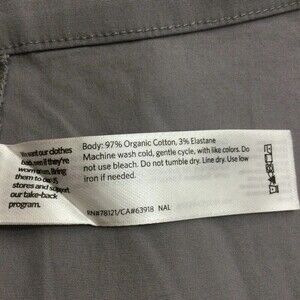 want our clothes
back, even if they're
worn out. Bring
them to our
stores and support
our take-back
program.
Body: 97% Organic Cotton, 3% Elastane
Machine wash cold, gentle cycle, with like colors. Do
not use bleach. Do not tumble dry. Line dry. Use low
iron if needed.
RN#78121/CA#63918 NAL